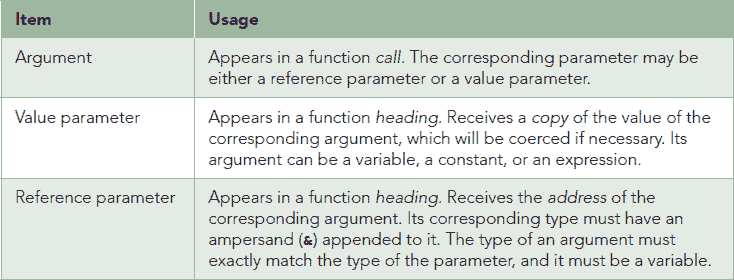 Item Usage
Argument Appears in a function call. The corresponding parameter may be
either a reference parameter or a value parameter.
Value parameter Appears in a function heading. Receives a copy of the value of the
corresponding argument, which will be coerced if necessary. Its
argument can be a variable, a constant, or an expression.
Reference parameter Appears in a function heading. Receives the address of the
corresponding argument. Its corresponding type must have an
ampersand (&) appended to it. The type of an argument must
exactly match the type of the parameter, and it must be a variable.